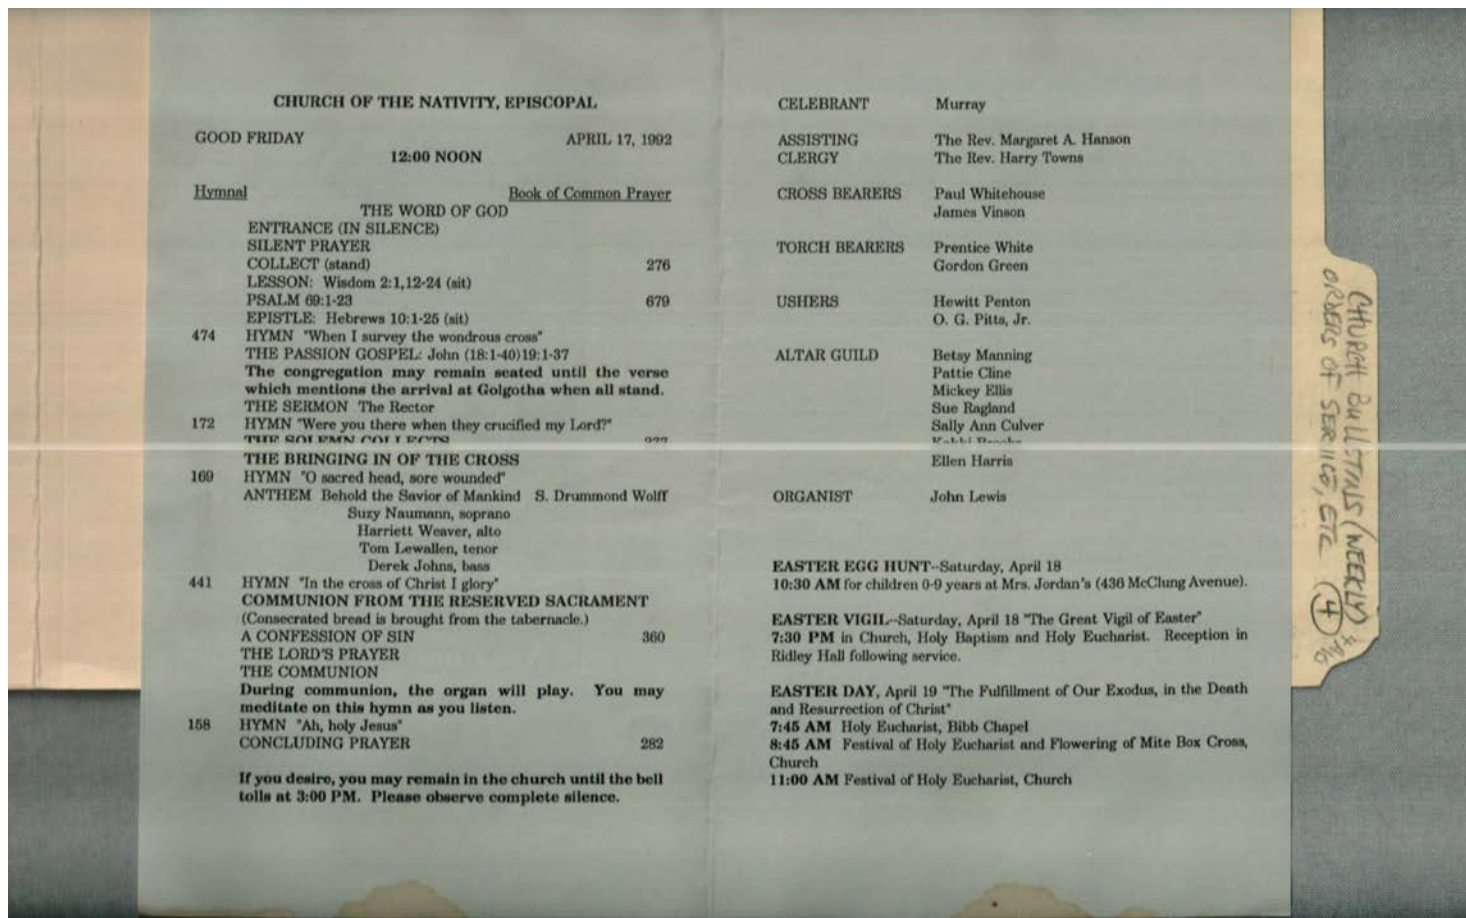 CHURCH OF THE NATIVITY, EPISCOPAL
GOOD FRIDAY APRIL 17, 1992
12:00 NOON
Hymnal Book of Common Prayer
THE WORD OF GOD
ENTRANCE (IN SILENCE)
SILENT PRAYER
COLLECT (stand) 276
LESSON: Wisdom 2:1,12-24 (sit)
PSALM 69:1-23 679
EPISTLE: Hebrews 10:1-25 (sit)
474 HYMN "When I survey the wondrous cross"
THE PASSION GOSPEL: John (18:1-40)19:1-37
The congregation may remain seated until the verse
which mentions the arrival at Golgotha when all stand.
THE SERMON The Rector
172 HYMN "Were you there when they crucified my Lord?"
THE SOLEMN COLLECTS 277
THE BRINGING IN OF THE CROSS
169 HYMN "O sacred head, sore wounded"
ANTHEM Behold the Savior of Mankind S. Drummond Wolff
Suzy Naumann, soprano
Harriett Weaver, alto
Tom Lewallen, tenor
Derek Johns, bass
441 HYMN "In the cross of Christ I glory"
COMMUNION FROM THE RESERVED SACRAMENT
(Consecrated bread is brought from the tabernacle.)
A CONFESSION OF SIN 360
THE LORD'S PRAYER
THE COMMUNION
During communion, the organ will play. You may
meditate on this hymn as you listen.
158 HYMN "Ah, holy Jesus"
CONCLUDING PRAYER 282
If you desire, you may remain in the church until the bell
tolls at 3:00 PM. Please observe complete silence.
CELEBRANT Murray
ASSISTING The Rev. Margaret A. Hanson
CLERGY The Rev. Harry Towns
CROSS BEARERS Paul Whitehouse
James Vinson
TORCH BEARERS Prentice White
Gordon Green
USHERS Hewitt Penton
O. G. Pitts, Jr.
ALTAR GUILD Betsy Manning
Pattie Cline
Mickey Ellis
Sue Ragland
Sally Ann Culver
Ellen Harris
ORGANIST John Lewis
EASTER EGG HUNT--Saturday, April 18
10:30 AM for children 0-9 years at Mrs. Jordan's (436 McClung Avenue).
EASTER VIGIL--Saturday, April 18 "The Great Vigil of Easter"
7:30 PM in Church, Holy Baptism and Holy Eucharist. Reception in
Ridley Hall following service.
EASTER DAY, April 19 "The Fulfillment of Our Exodus, in the Death
and Resurrection of Christ"
7:45 AM Holy Eucharist, Bibb Chapel
8:45 AM Festival of Holy Eucharist and Flowering of Mite Box Cross,
Church
11:00 AM Festival of Holy Eucharist, Church
CHURCH BULLETINS (WEEKLY)
ORDERS OF SERVICE, ETC (4)